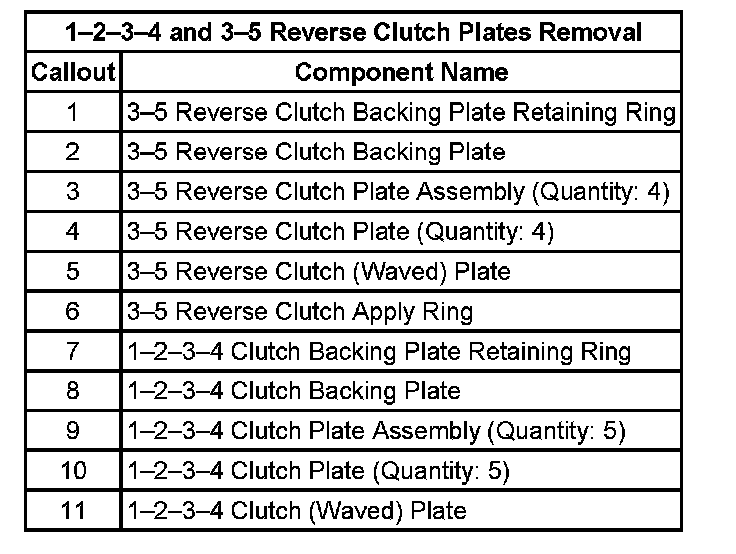 1–2–3–4 and 3–5 Reverse Clutch Plates Removal
Callout Component Name
1 3–5 Reverse Clutch Backing Plate Retaining Ring
2 3–5 Reverse Clutch Backing Plate
3 3–5 Reverse Clutch Plate Assembly (Quantity: 4)
4 3–5 Reverse Clutch Plate (Quantity: 4)
5 3–5 Reverse Clutch (Waved) Plate
6 3–5 Reverse Clutch Apply Ring
7 1–2–3–4 Clutch Backing Plate Retaining Ring
8 1–2–3–4 Clutch Backing Plate
9 1–2–3–4 Clutch Plate Assembly (Quantity: 5)
10 1–2–3–4 Clutch Plate (Quantity: 5)
11 1–2–3–4 Clutch (Waved) Plate